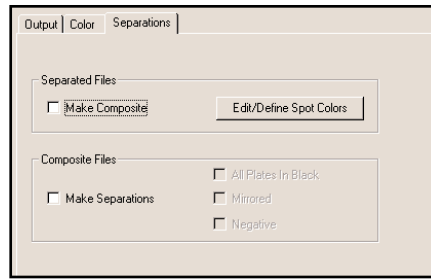 Output Color Separations
Separated Files
Make Composite Edit/Define Spot Colors
Composite Files
All Plates In Black
Make Separations Mirrored
Negative